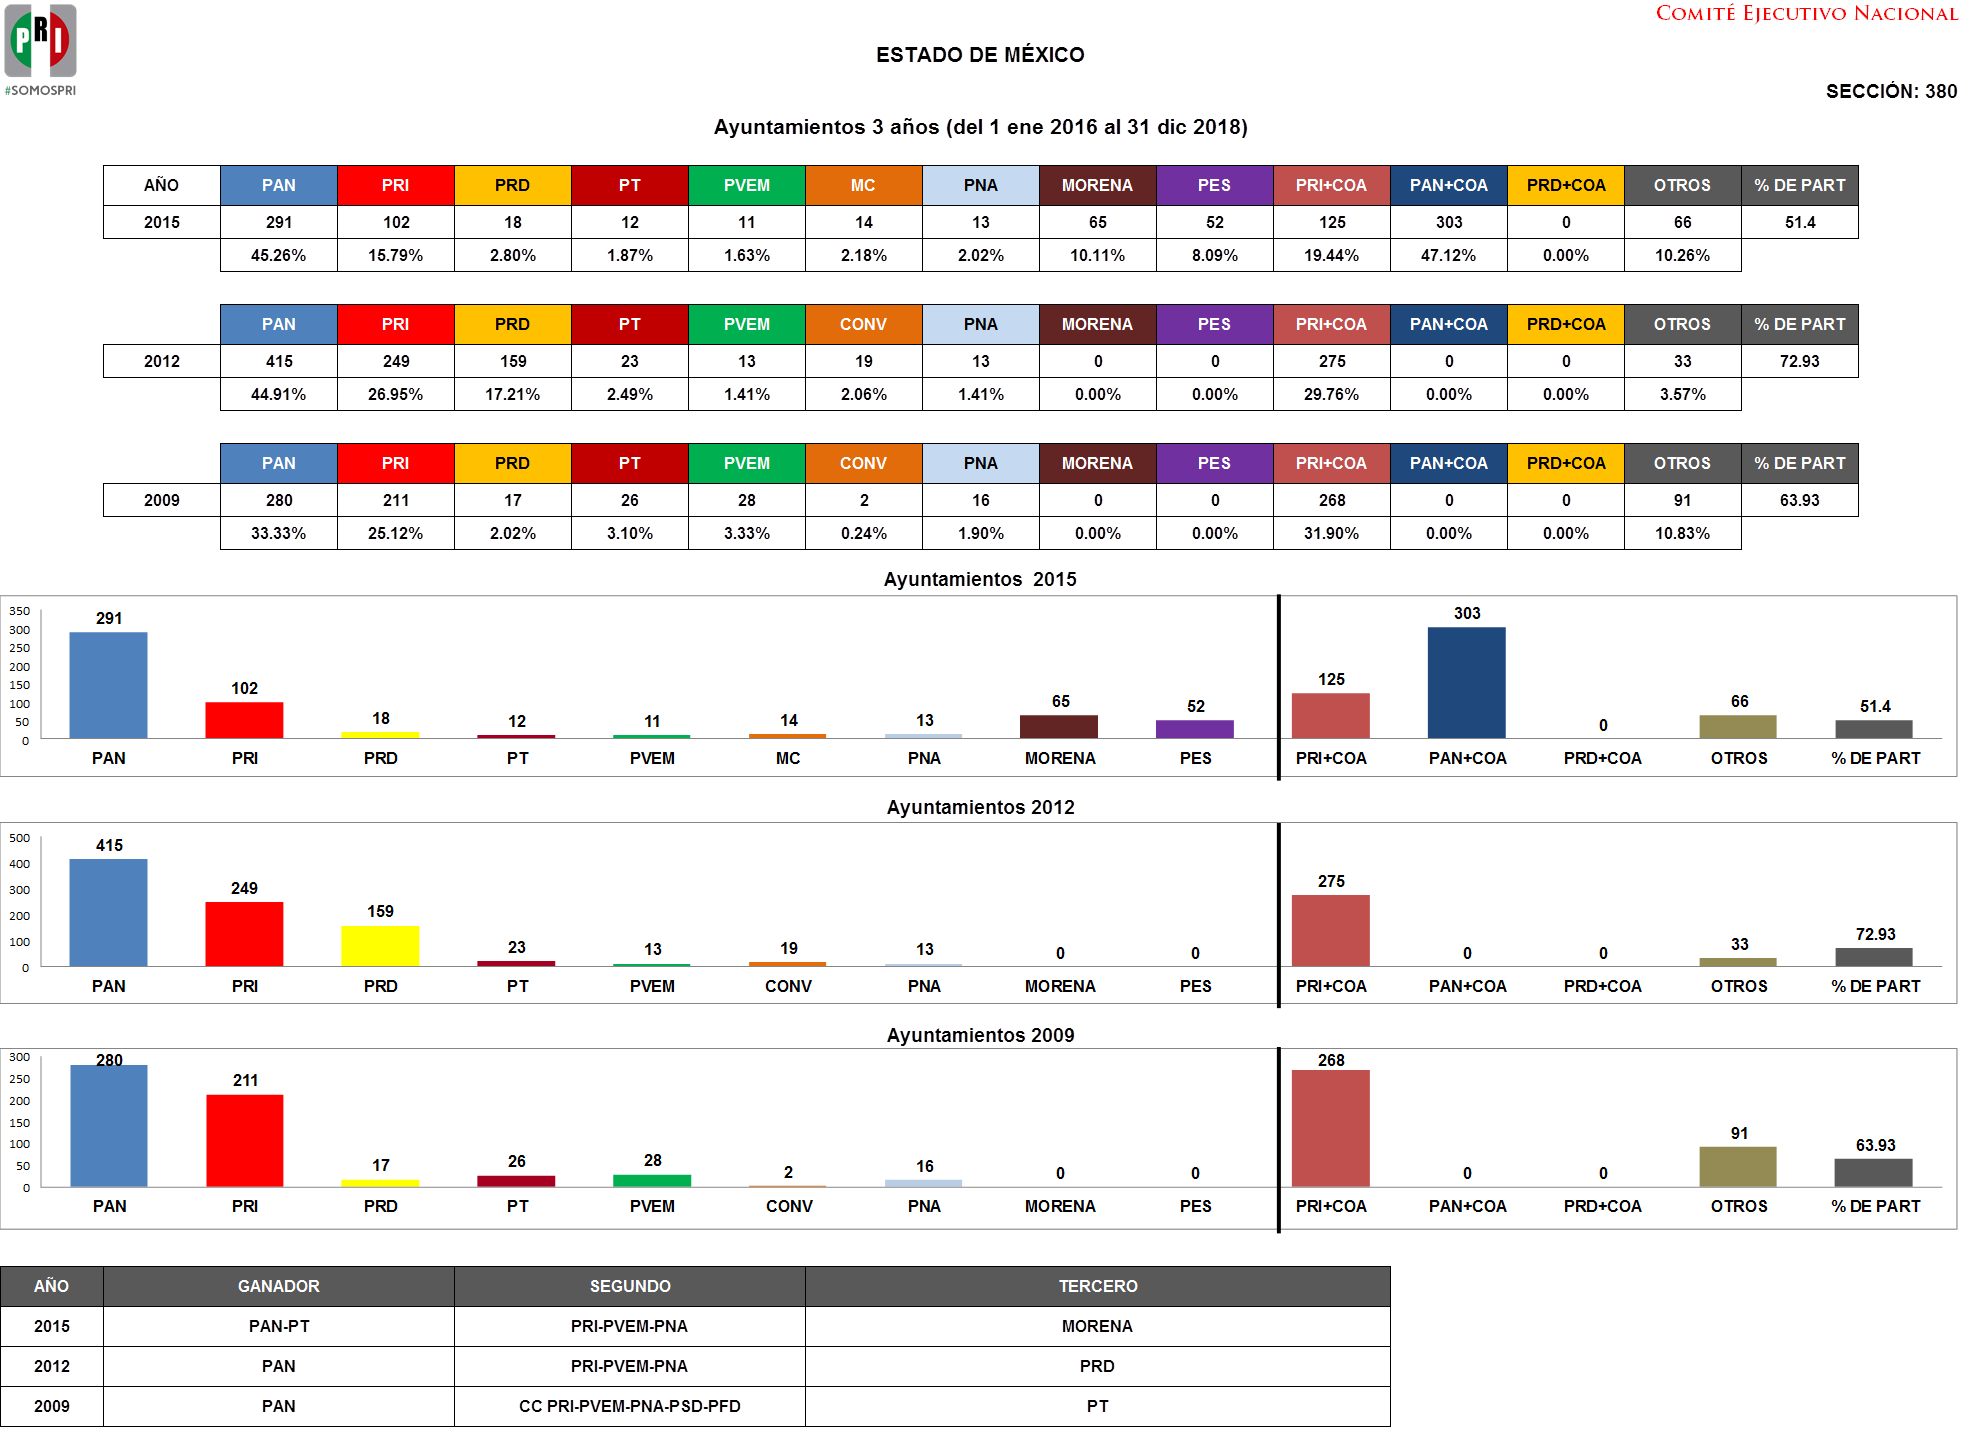 COMITÉ EJECUTIVO NACIONAL
PRI
#SOMOSPRI
ESTADO DE MÉXICO
SECCIÓN: 380
Ayuntamientos 3 años (del 1 ene 2016 al 31 dic 2018)
AÑO PAN PRI PRD PT PVEM MC PNA MORENA PES PRI+COA PAN+COA PRD+COA OTROS % DE PART
2015 291 102 18 12 11 14 13 65 52 125 303 0 66 51.4
45.26% 15.79% 2.80% 1.87% 1.63% 2.18% 2.02% 10.11% 8.09% 19.44% 47.12% 0.00% 10.26%
PAN PRI PRD PT PVEM CONV PNA MORENA PES PRI+COA PAN+COA PRD+COA OTROS % DE PART
2012 415 249 159 23 13 19 13 0 0 275 0 0 33 72.93
44.91% 26.95% 17.21% 2.49% 1.41% 2.06% 1.41% 0.00% 0.00% 29.76% 0.00% 0.00% 3.57%
PAN PRI PRD PT PVEM CONV PNA MORENA PES PRI+COA PAN+COA PRD+COA OTROS % DE PART
2009 280 211 17 26 28 2 16 0 0 268 0 0 91 63.93
33.33% 25.12% 2.02% 3.10% 3.33% 0.24% 1.90% 0.00% 0.00% 31.90% 0.00% 0.00% 10.83%
Ayuntamientos 2015
350
300
250
200
150
100
50
0
291 102 18 12 11 14 13 65 52 125 303 0 66 51.4
PAN PRI PRD PT PVEM MC PNA MORENA PES PRI+COA PAN+COA PRD+COA OTROS % DE PART
Ayuntamientos 2012
500
400
300
200
100
0
415 249 159 23 13 19 13 0 0 275 0 0 33 72.93
PAN PRI PRD PT PVEM CONV PNA MORENA PES PRI+COA PAN+COA PRD+COA OTROS % DE PART
Ayuntamientos 2009
300
250
200
150
100
50
0
280 211 17 26 28 2 16 0 0 268 0 0 91 63.93
PAN PRI PRD PT PVEM CONV PNA MORENA PES PRI+COA PAN+COA PRD+COA OTROS % DE PART
AÑO GANADOR SEGUNDO TERCERO
2015 PAN-PT PRI-PVEM-PNA MORENA
2012 PAN PRI-PVEM-PNA PRD
2009 PAN CC PRI-PVEM-PNA-PSD-PFD PT